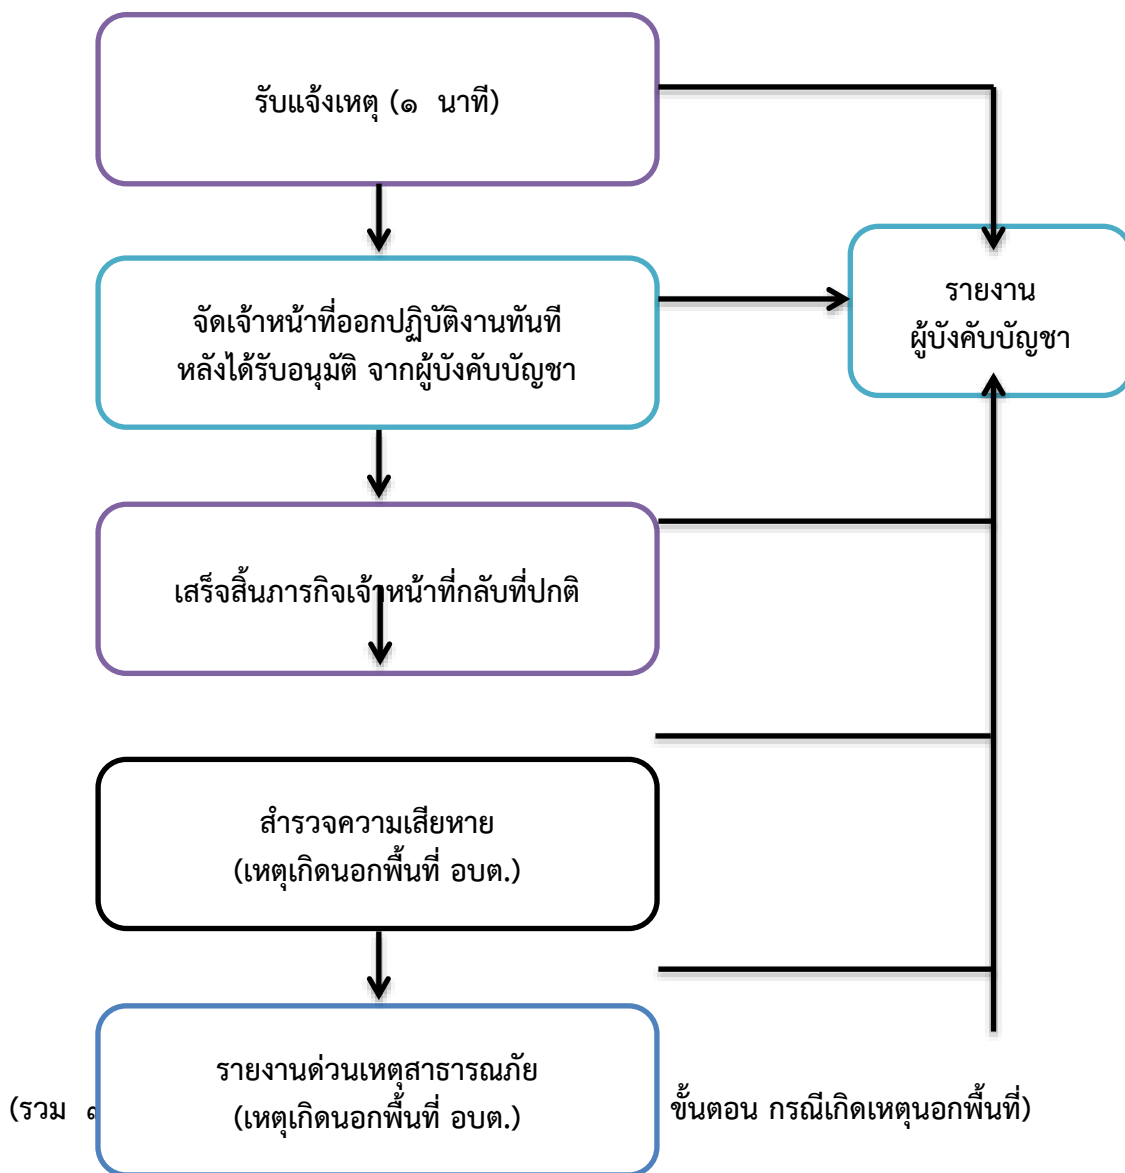 รับแจ้งเหตุ (๑ นาที)
จัดเจ้าหน้าที่ออกปฏิบัติงานทันที
หลังได้รับอนุมัติ จากผู้บังคับบัญชา
รายงาน
ผู้บังคับบัญชา
เสร็จสิ้นภารกิจเจ้าหน้าที่กลับที่ปกติ
สำรวจความเสียหาย
(เหตุเกิดนอกพื้นที่ อบต.)
รายงานด่วนเหตุสาธารณภัย
(เหตุเกิดนอกพื้นที่ อบต.)
(รวม
ขั้นตอน กรณีเกิดเหตุนอกพื้นที่)